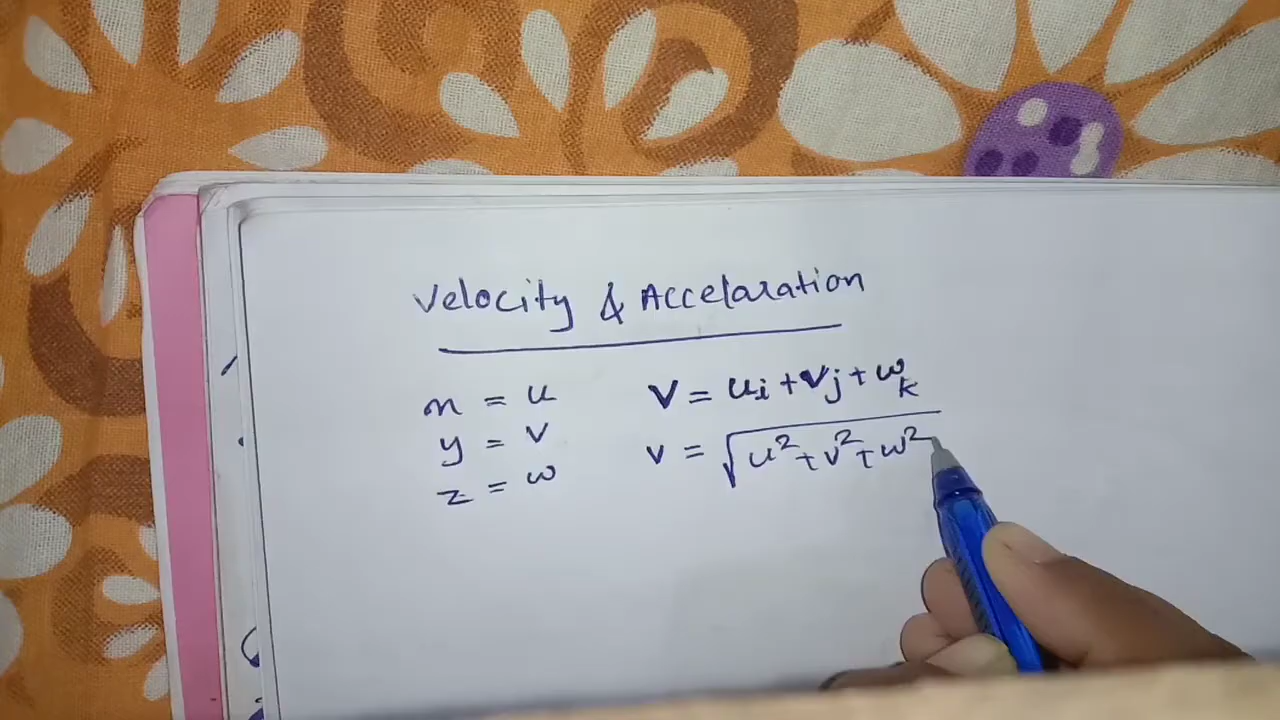 Velocity & Accelaration
x = u
y = v
z = w
V = ui + vj + wk
v = √u²+v²+w²